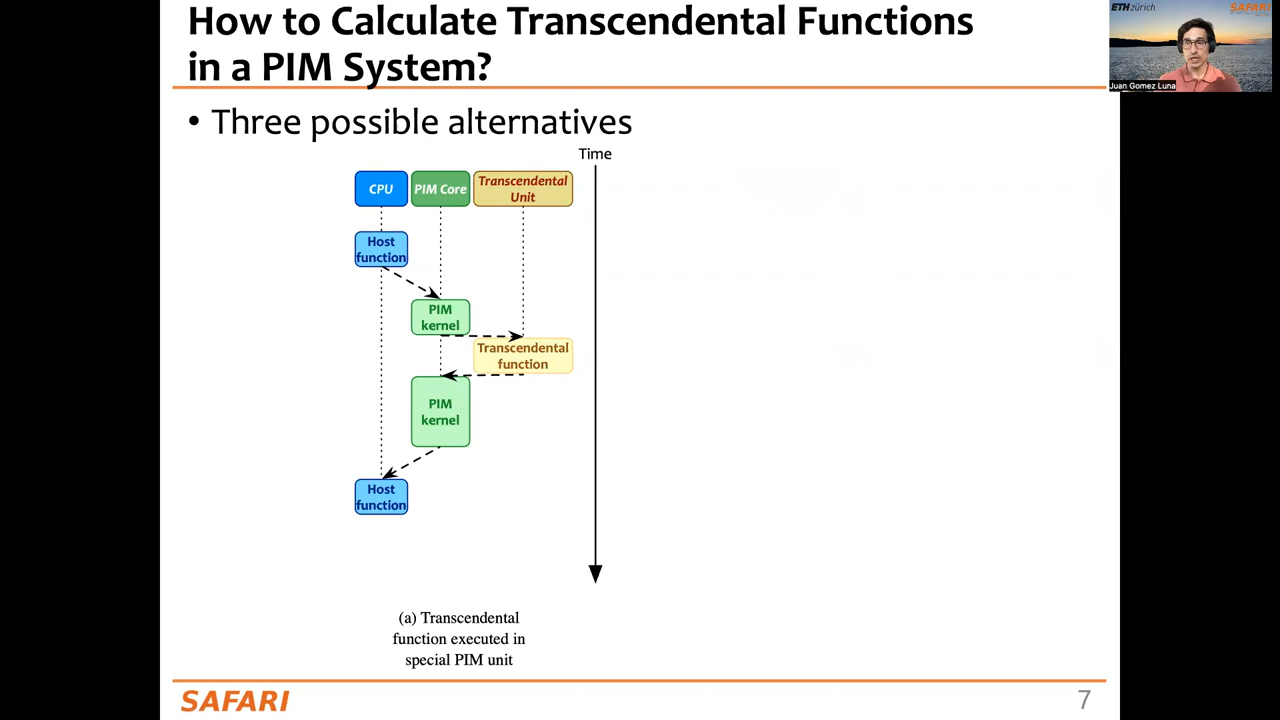 How to Calculate Transcendental Functions
in a PIM System?
ETH zürich
SAFARI
Juan Gomez Luna
• Three possible alternatives
Time
CPU
PIM Core
Transcendental
Unit
Host
function
PIM
kernel
Transcendental
function
PIM
kernel
Host
function
(a) Transcendental
function executed in
special PIM unit
SAFARI
7